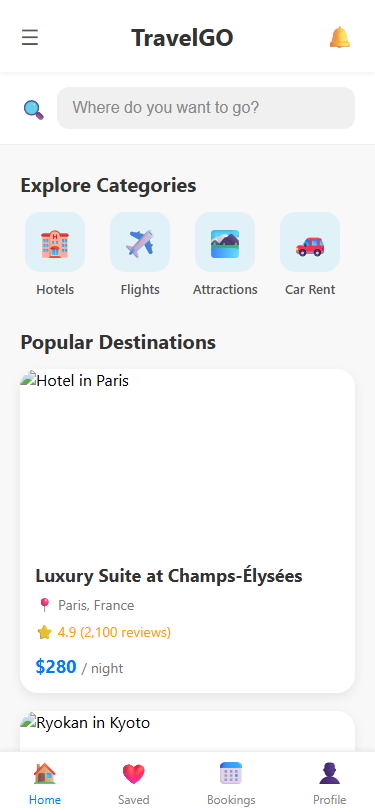 TravelGO
Where do you want to go?
Explore Categories
Hotels
Flights
Attractions
Car Rent
Popular Destinations
Hotel in Paris
Luxury Suite at Champs-Élysées
Paris, France
4.9 (2,100 reviews)
$280 / night
Ryokan in Kyoto
Home
Saved
Bookings
Profile